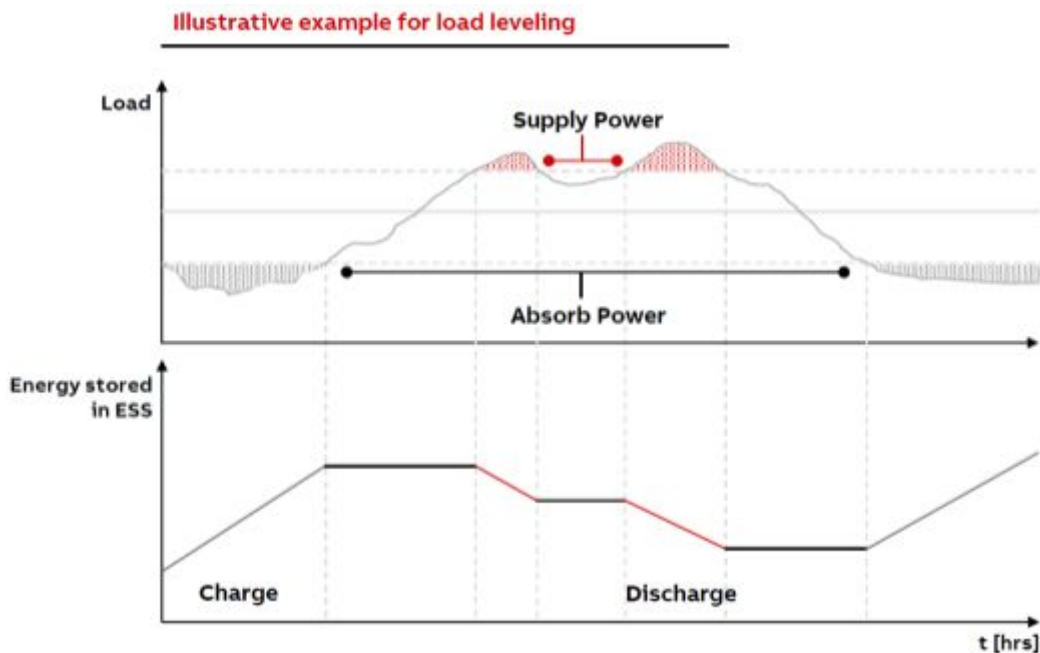 Illustrative example for load leveling
Load
Supply Power
Absorb Power
Energy stored
in ESS
Charge
Discharge
t [hrs]